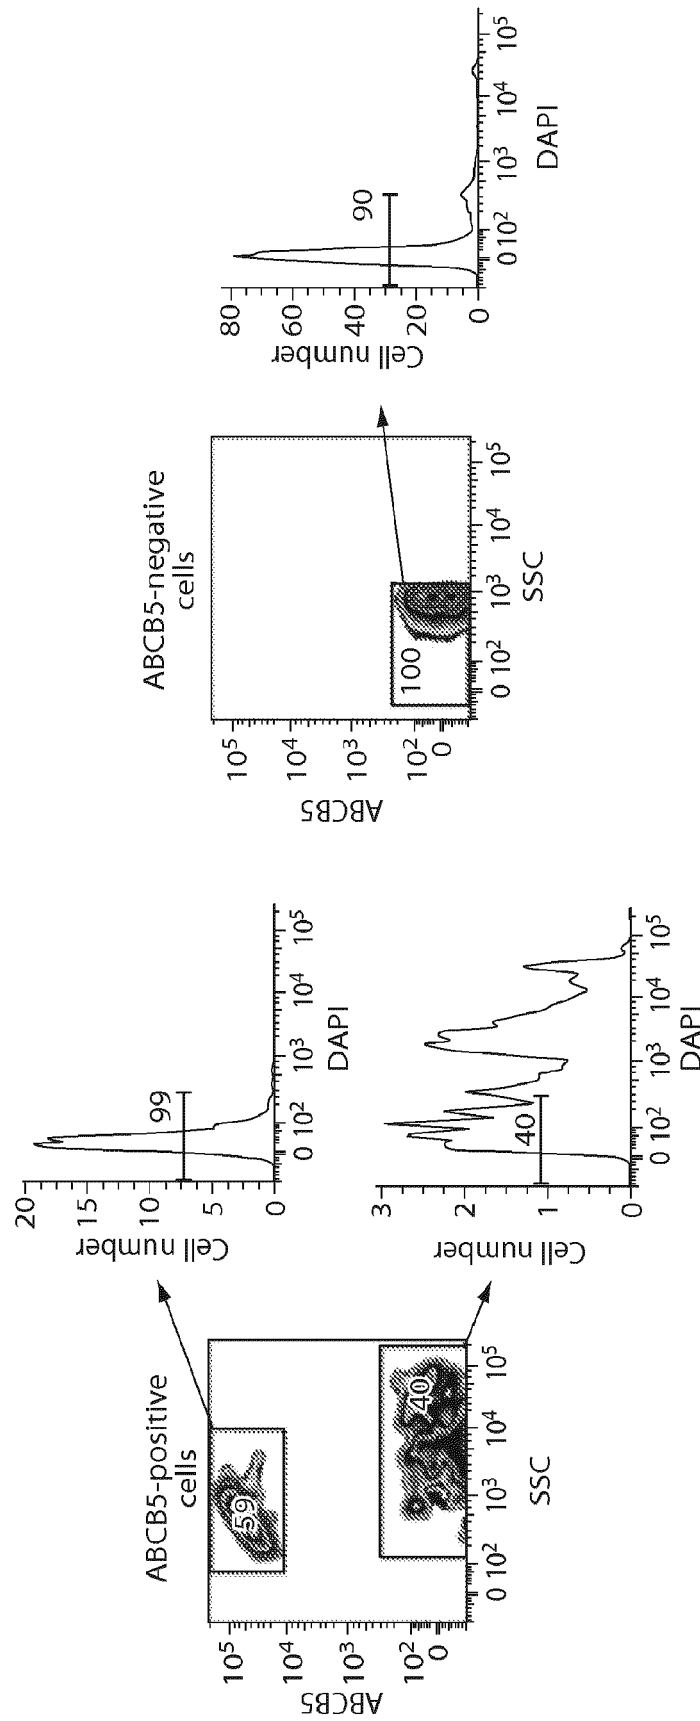 ABCB5-positive
cells
ABCB5
10⁵
10⁴
10³
10²
0
59
40
0 10² 10³ 10⁴ 10⁵
SSC
Cell number
20
15
10
5
0
99
0 10² 10³ 10⁴ 10⁵
DAPI
Cell number
3
2
1
0
40
0 10² 10³ 10⁴ 10⁵
DAPI
ABCB5-negative
cells
ABCB5
10⁵
10⁴
10³
10²
0
100
0 10² 10³ 10⁴ 10⁵
SSC
Cell number
80
60
40
20
0
90
0 10² 10³ 10⁴ 10⁵
DAPI